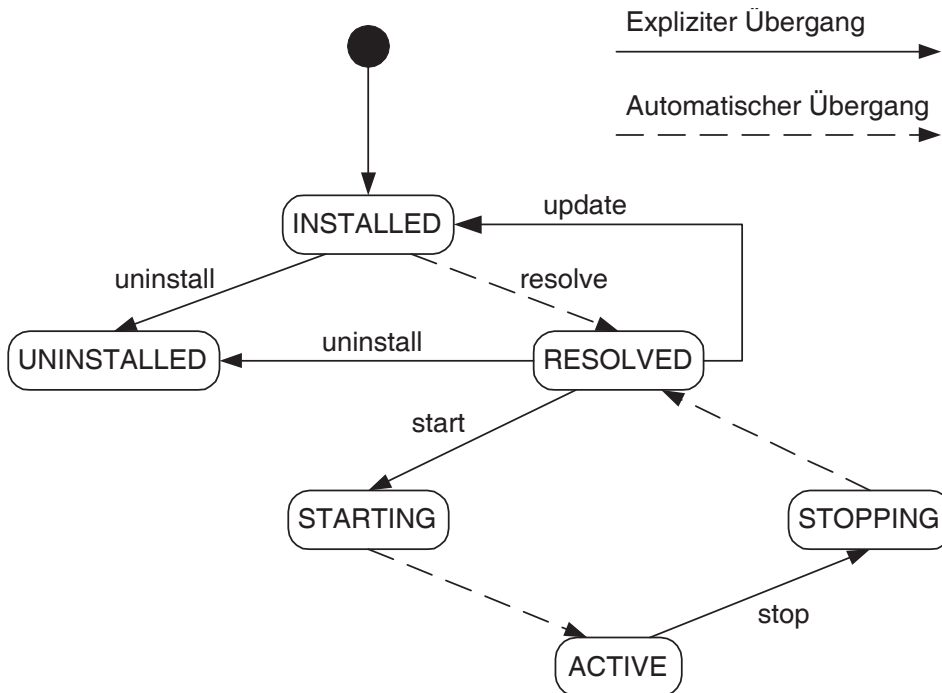 Expliziter Übergang
Automatischer Übergang
INSTALLED
update
uninstall
resolve
UNINSTALLED
uninstall
RESOLVED
start
STARTING
STOPPING
stop
ACTIVE